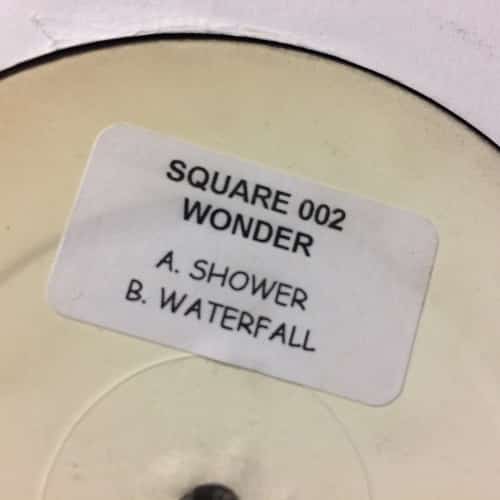 SQUARE 002
WONDER
A. SHOWER
B. WATERFALL